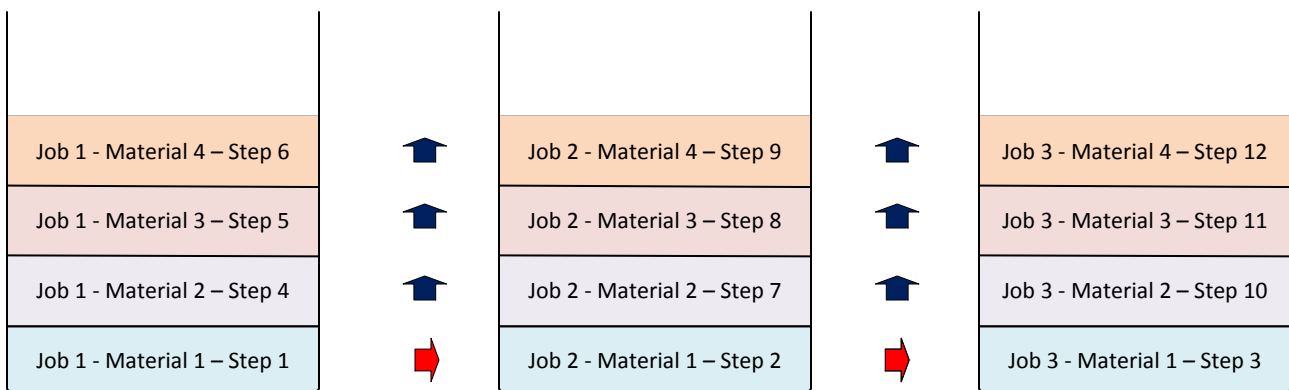 Job 1 - Material 4 – Step 6
Job 2 - Material 4 – Step 9
Job 3 - Material 4 – Step 12
Job 1 - Material 3 – Step 5
Job 2 - Material 3 – Step 8
Job 3 - Material 3 – Step 11
Job 1 - Material 2 – Step 4
Job 2 - Material 2 – Step 7
Job 3 - Material 2 – Step 10
Job 1 - Material 1 – Step 1
Job 2 - Material 1 – Step 2
Job 3 - Material 1 – Step 3